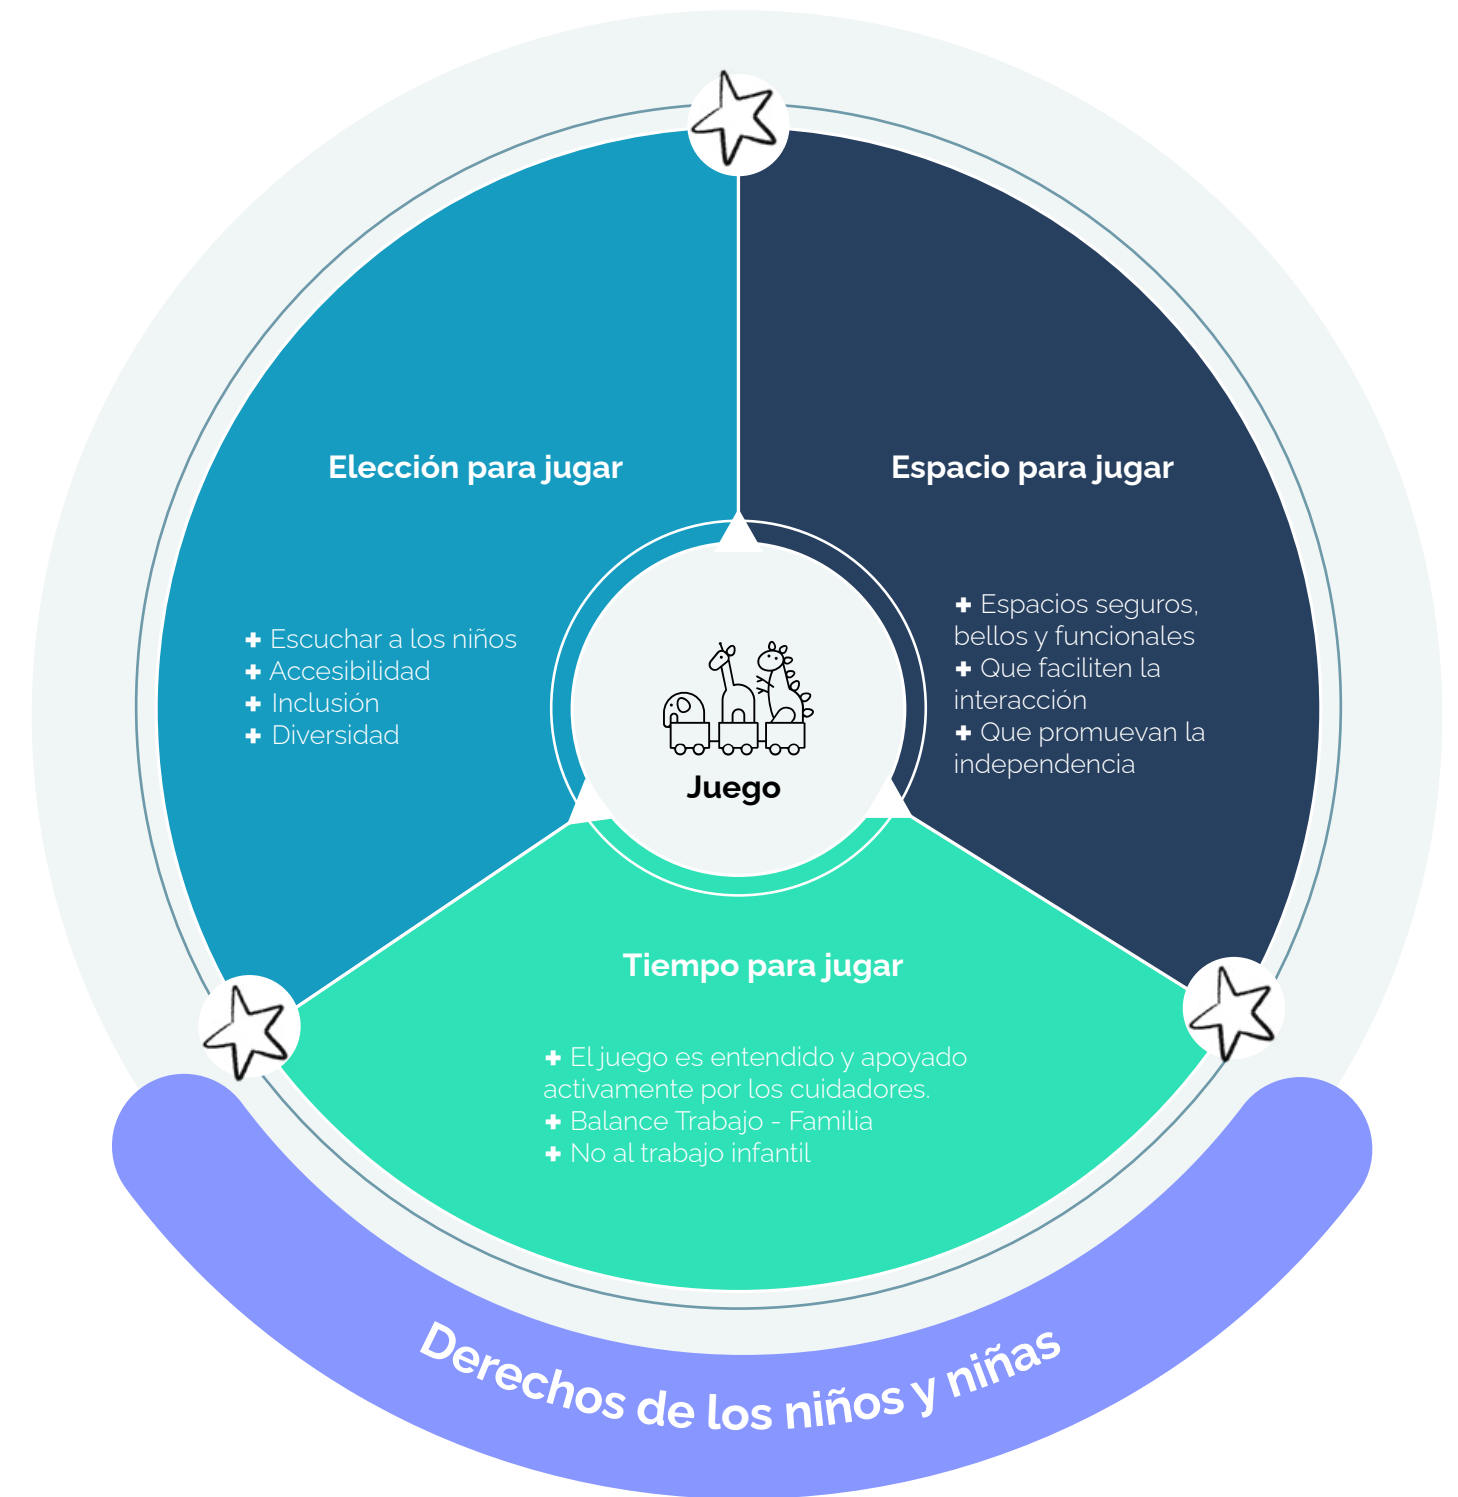 Elección para jugar
✚ Escuchar a los niños
✚ Accesibilidad
✚ Inclusión
✚ Diversidad
Espacio para jugar
✚ Espacios seguros,
bellos y funcionales
✚ Que faciliten la
interacción
✚ Que promuevan la
independencia
Juego
Tiempo para jugar
✚ El juego es entendido y apoyado
activamente por los cuidadores.
✚ Balance Trabajo - Familia
✚ No al trabajo infantil
Derechos de los niños y niñas